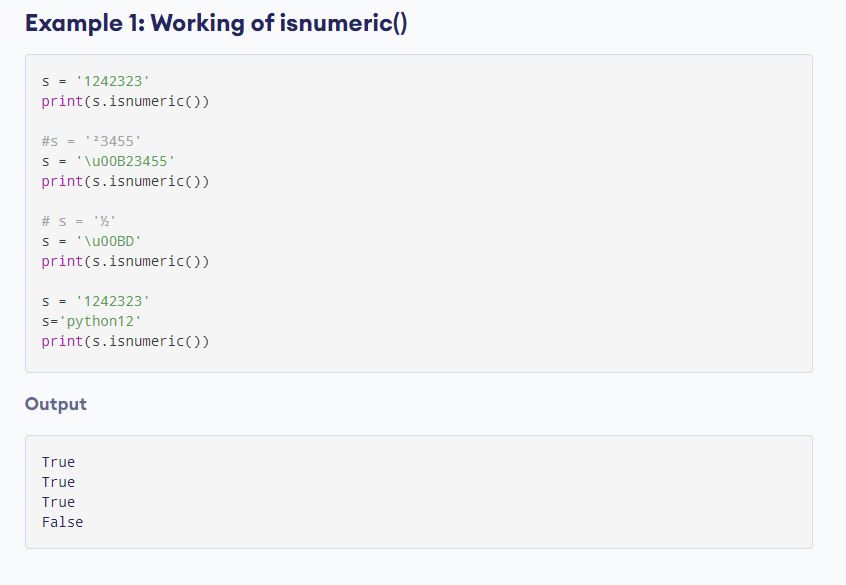 Example 1: Working of isnumeric()
s = '1242323'
print(s.isnumeric())
#s = '²3455'
s = '\u00B23455'
print(s.isnumeric())
# s = '½'
s = '\u00BD'
print(s.isnumeric())
s = '1242323'
s='python12'
print(s.isnumeric())
Output
True
True
True
False